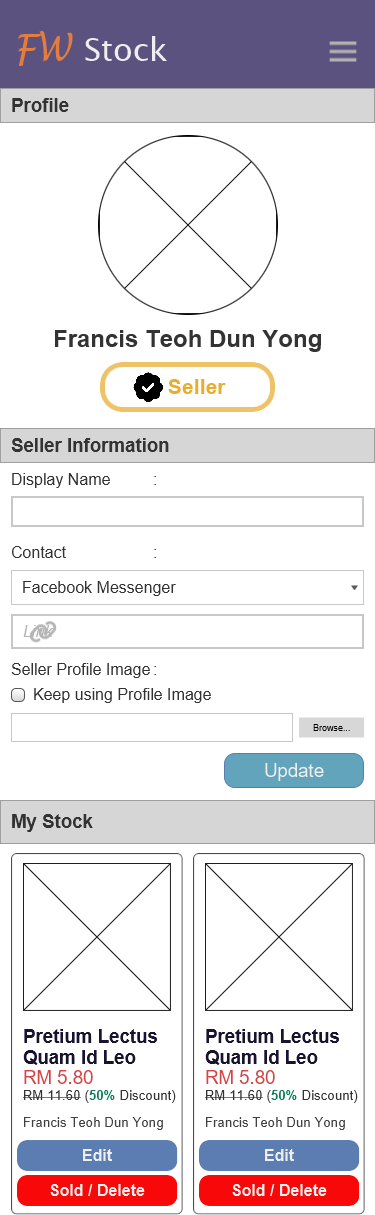 FW Stock
Profile
Francis Teoh Dun Yong
Seller
Seller Information
Display Name :
Contact :
Facebook Messenger
Link
Seller Profile Image :
Keep using Profile Image
Browse...
Update
My Stock
Pretium Lectus
Quam Id Leo
RM 5.80
RM 11.60 (50% Discount)
Francis Teoh Dun Yong
Edit
Sold / Delete
Pretium Lectus
Quam Id Leo
RM 5.80
RM 11.60 (50% Discount)
Francis Teoh Dun Yong
Edit
Sold / Delete